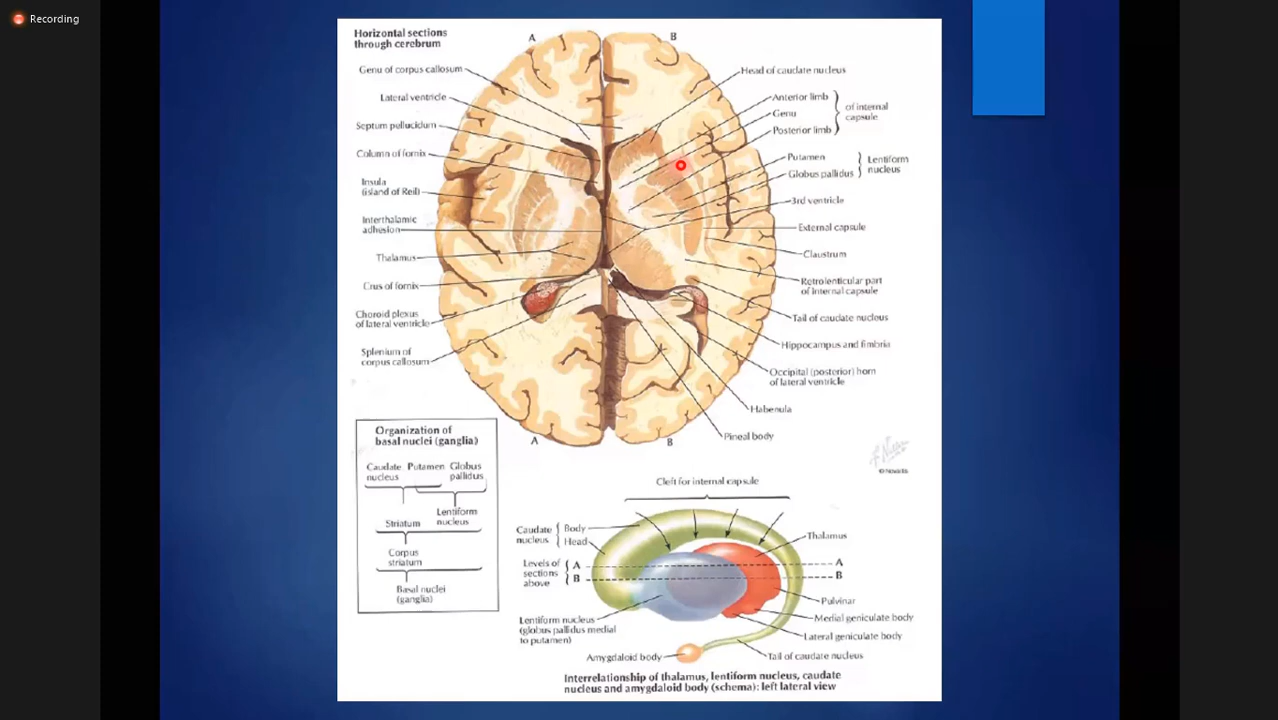 Recording
Horizontal sections
through cerebrum
A
B
Genu of corpus callosum
Lateral ventricle
Septum pellucidum
Column of fornix
Insula
(island of Reil)
Interthalamic
adhesion
Thalamus
Crus of fornix
Choroid plexus
of lateral ventricle
Splenium of
corpus callosum
Head of caudate nucleus
Anterior limb
Genu
Posterior limb
of internal
capsule
Putamen
Globus pallidus
Lentiform
nucleus
3rd ventricle
External capsule
Claustrum
Retrolenticular part
of internal capsule
Tail of caudate nucleus
Hippocampus and fimbria
Occipital (posterior) horn
of lateral ventricle
Habenula
Pineal body
A
B
Organization of
basal nuclei (ganglia)
Caudate
nucleus
Putamen
Globus
pallidus
Striatum
Lentiform
nucleus
Corpus
striatum
Basal nuclei
(ganglia)
Cleft for internal capsule
Caudate
nucleus
Body
Head
Levels of
sections
above
A
B
Lentiform nucleus
(globus pallidus medial
to putamen)
Amygdaloid body
Thalamus
A
B
Pulvinar
Medial geniculate body
Lateral geniculate body
Tail of caudate nucleus
Interrelationship of thalamus, lentiform nucleus, caudate
nucleus and amygdaloid body (schema): left lateral view